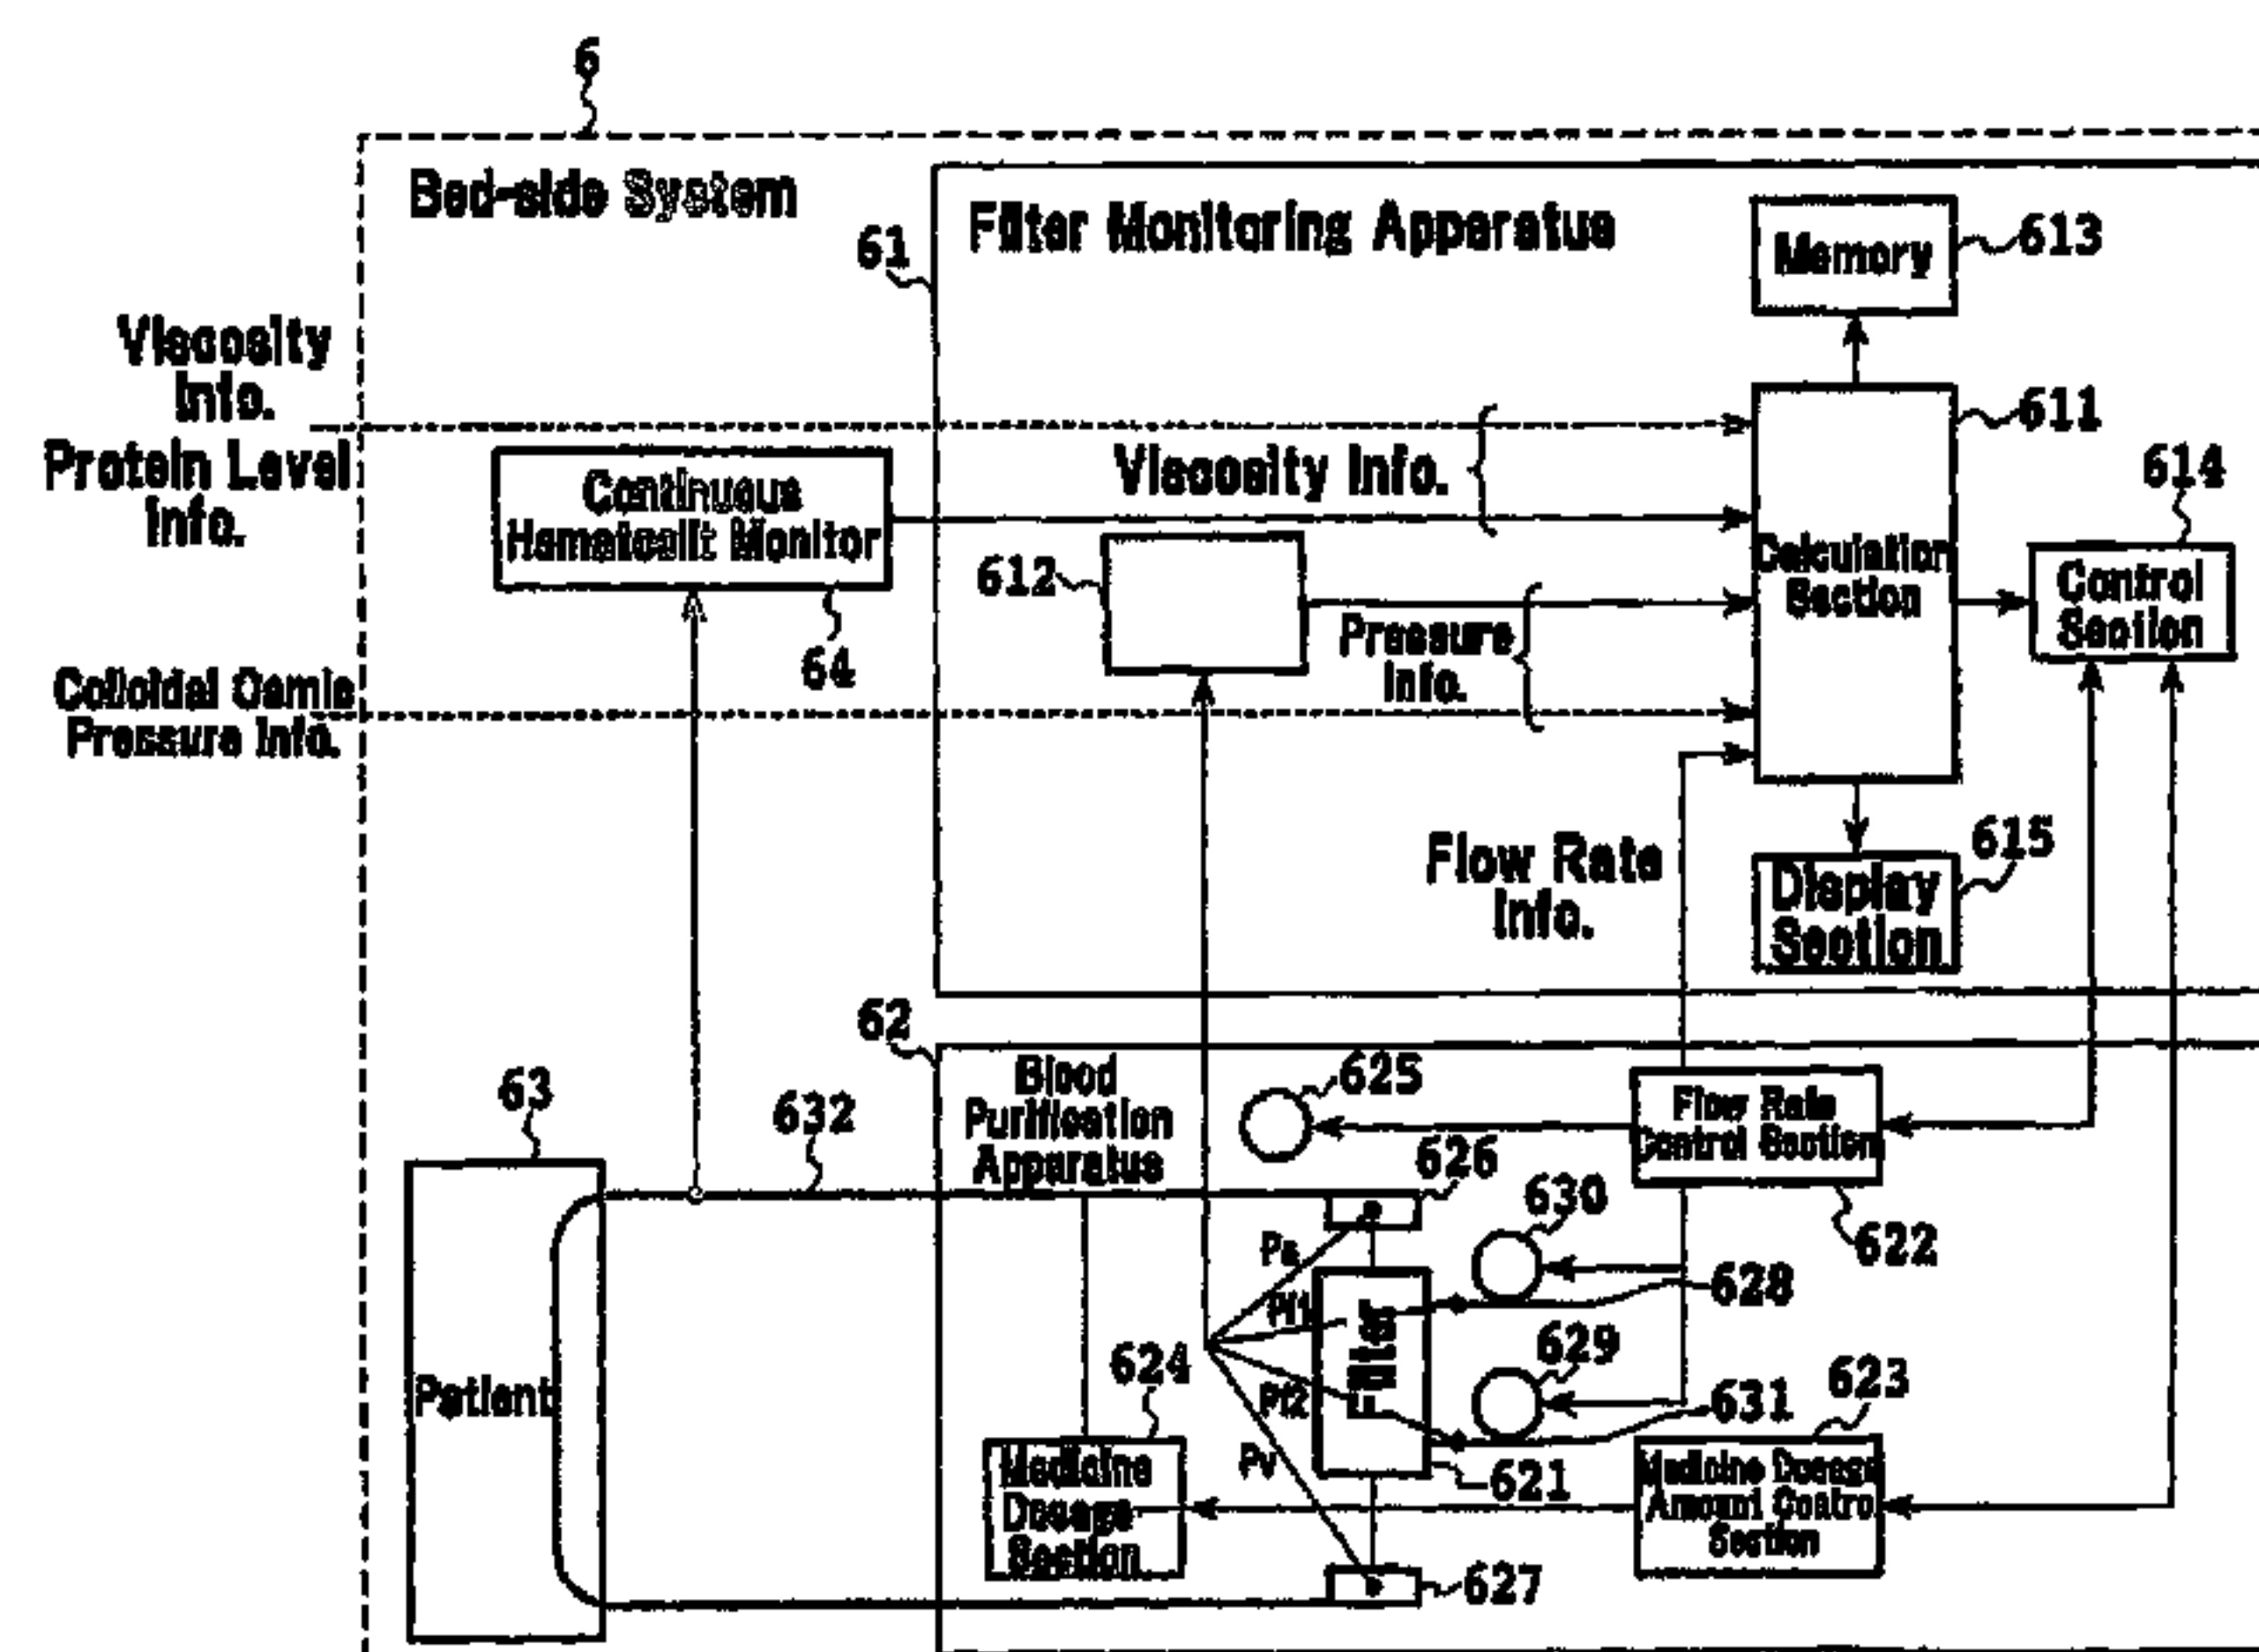 6
Bed-side System
61
Filter Monitoring Apparatus
Memory
613
Viscosity
Info.
Protein Level
Info.
611
Viscosity Info.
614
Continuous
Hematoclit Monitor
612
Calculation
Section
Control
Section
64
Pressure
Info.
Colloidal Osmic
Pressure Info.
Flow Rate
Info.
615
Display
Section
62
Blood
Purification
Apparatus
625
Flow Rate
Control Section
63
632
626
630
622
Pa
Pf1
628
Filter
624
629
Patient
Pf2
631
623
Pv
Medicine
Dosage
Section
621
Medicine Dosage
Amount Control
Section
627